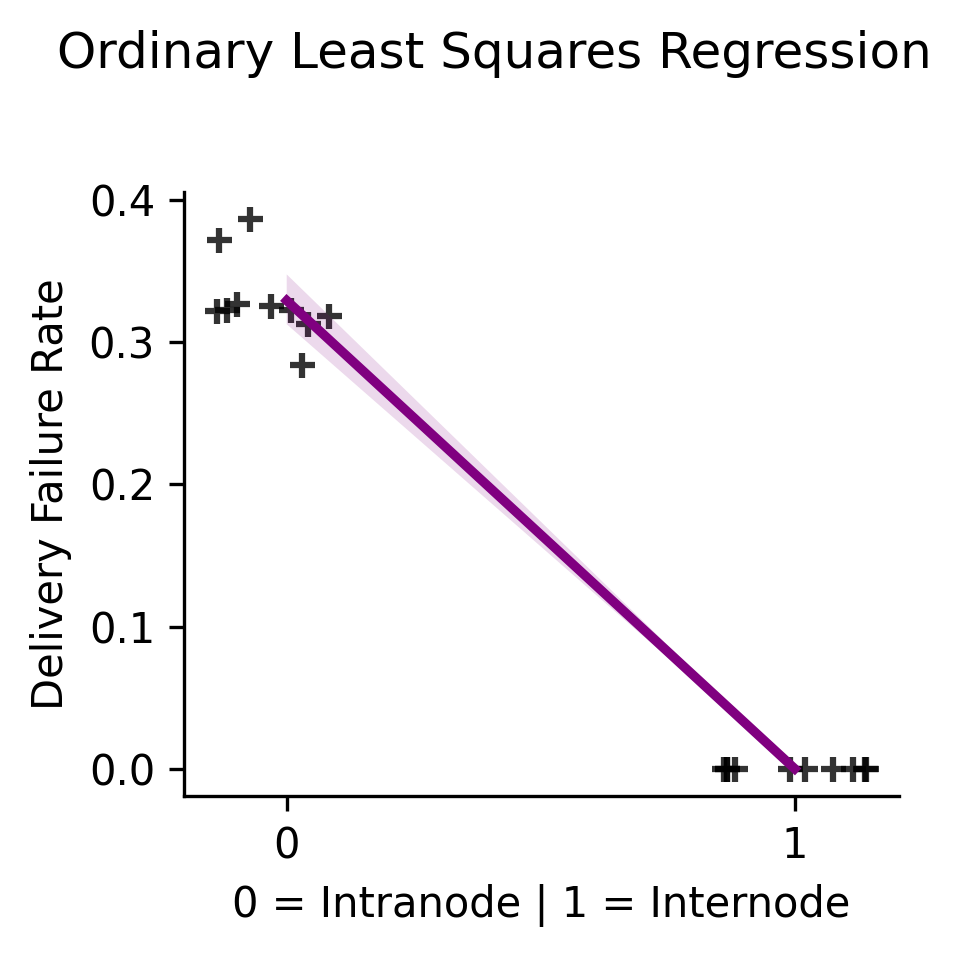 Ordinary Least Squares Regression
0.4
0.3
0.2
0.1
0.0
Delivery Failure Rate
0
1
0 = Intranode | 1 = Internode